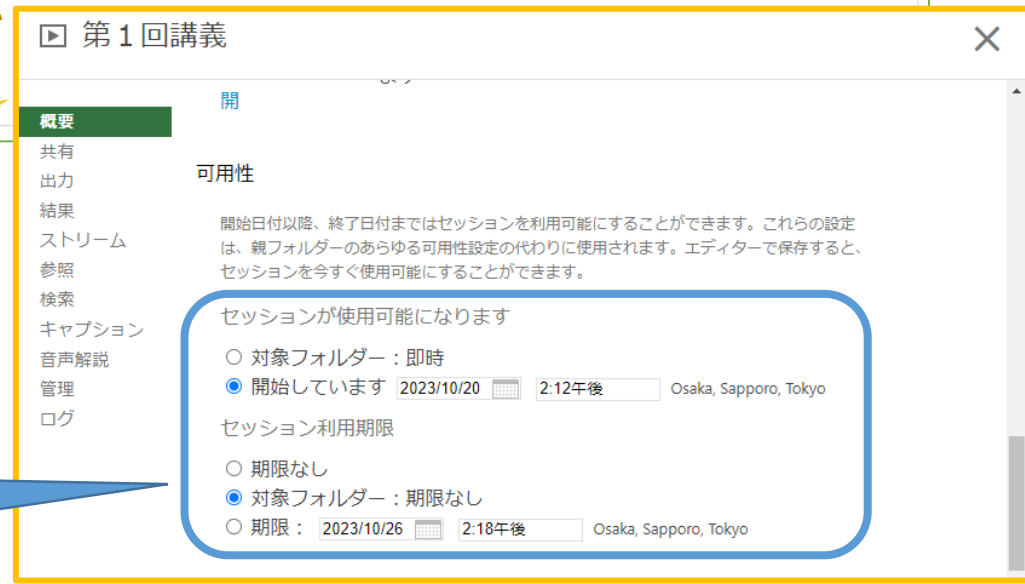 第1回講義
開
概要
共有
出力
結果
ストリーム
参照
検索
キャプション
音声解説
管理
ログ
可用性
開始日付以降、終了日付まではセッションを利用可能にすることができます。これらの設定
は、親フォルダーのあらゆる可用性設定の代わりに使用されます。エディターで保存すると、
セッションを今すぐ使用可能にすることができます。
セッションが使用可能になります
対象フォルダー：即時
開始しています 2023/10/20 2:12午後 Osaka, Sapporo, Tokyo
セッション利用期限
期限なし
対象フォルダー：期限なし
期限： 2023/10/26 2:18午後 Osaka, Sapporo, Tokyo